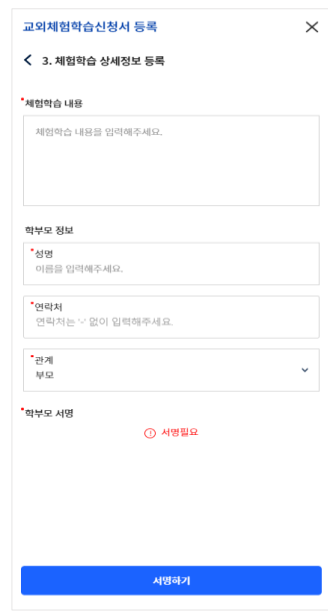 교외체험학습신청서 등록
3. 체험학습 상세정보 등록
*체험학습 내용
체험학습 내용을 입력해주세요.
학부모 정보
*성명
이름을 입력해주세요.
*연락처
연락처는 '-' 없이 입력해주세요.
*관계
부모
*학부모 서명
서명필요
서명하기